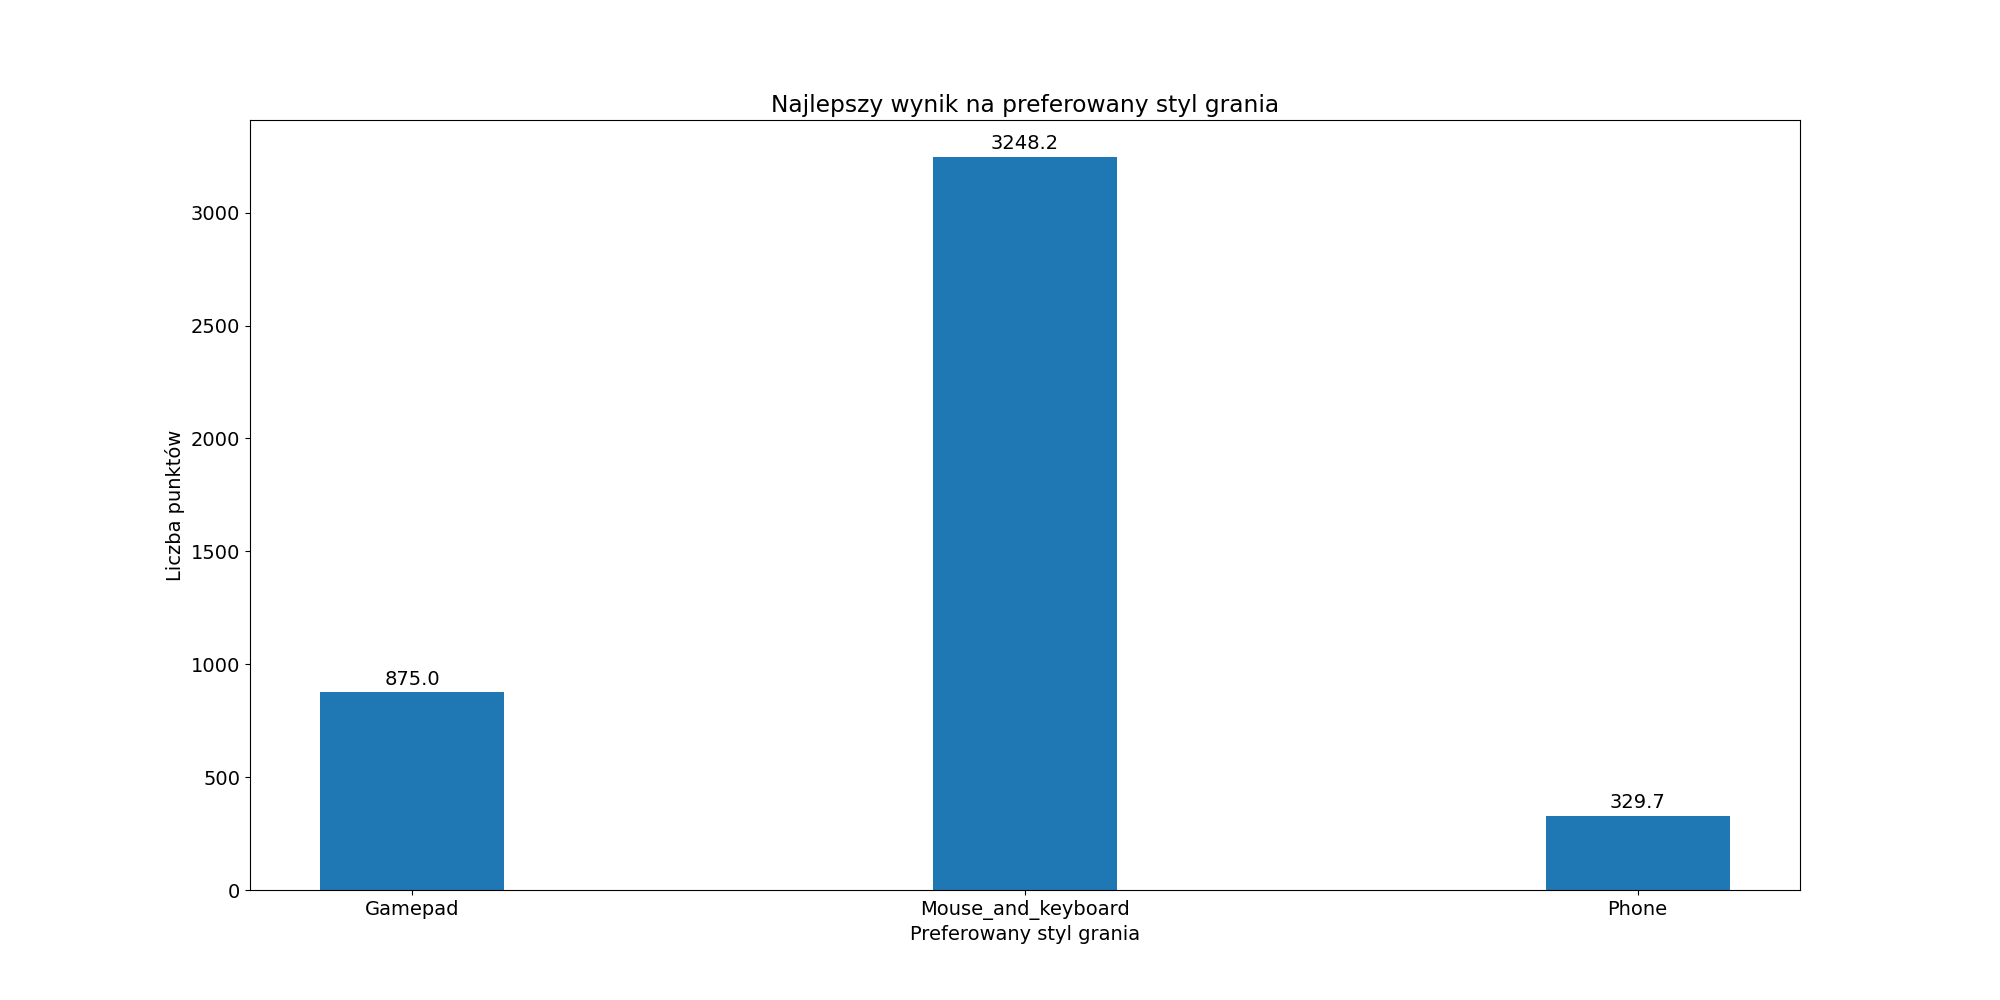 Najlepszy wynik na preferowany styl grania
3248.2
3000
2500
2000
1500
1000
500
0
Liczba punktów
875.0
329.7
Gamepad
Mouse_and_keyboard
Phone
Preferowany styl grania